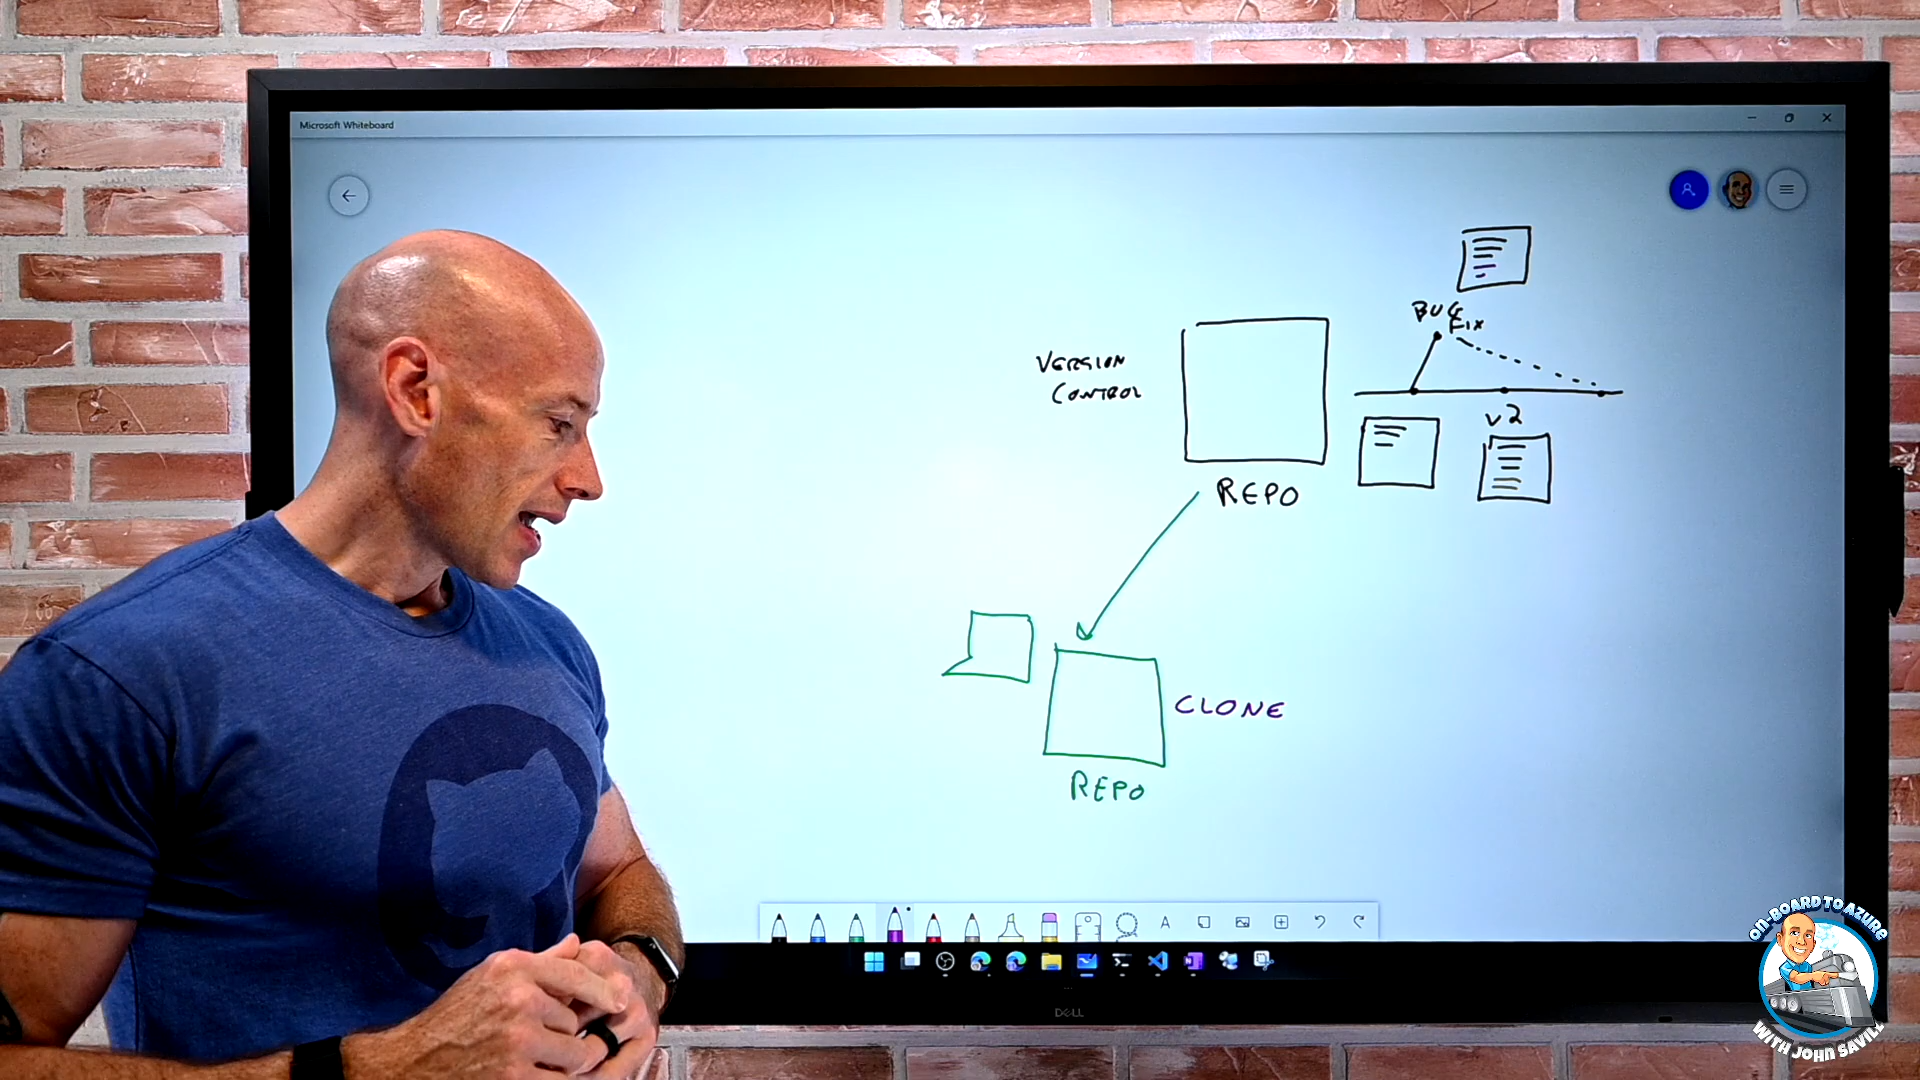 Microsoft Whiteboard
BUG
FIX
VERSION
CONTROL
v2
REPO
CLONE
REPO
A
DELL
ON-BOARD TO AZURE
WITH JOHN SAVILL